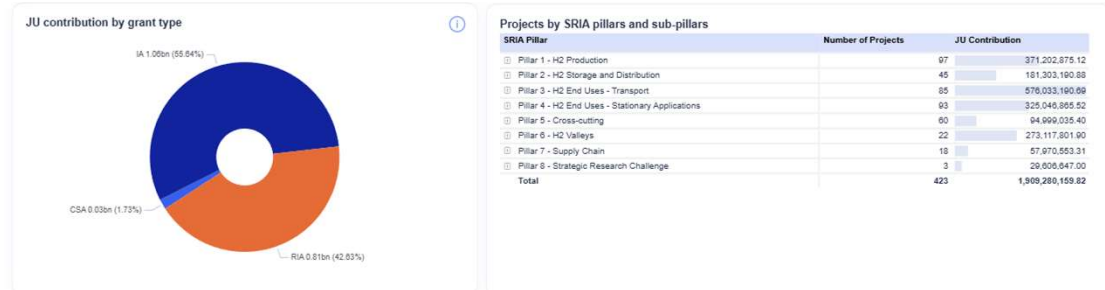 JU contribution by grant type
IA 1.06bn (55.64%)
CSA 0.03bn (1.73%)
RIA 0.81bn (42.63%)
Projects by SRIA pillars and sub-pillars
SRIA Pillar Number of Projects JU Contribution
Pillar 1 - H2 Production 97 371,202,875.12
Pillar 2 - H2 Storage and Distribution 45 181,303,190.88
Pillar 3 - H2 End Uses - Transport 85 576,033,190.69
Pillar 4 - H2 End Uses - Stationary Applications 93 325,046,865.52
Pillar 5 - Cross-cutting 60 94,999,035.40
Pillar 6 - H2 Valleys 22 273,117,801.90
Pillar 7 - Supply Chain 18 57,970,553.31
Pillar 8 - Strategic Research Challenge 3 29,606,647.00
Total 423 1,909,280,159.82